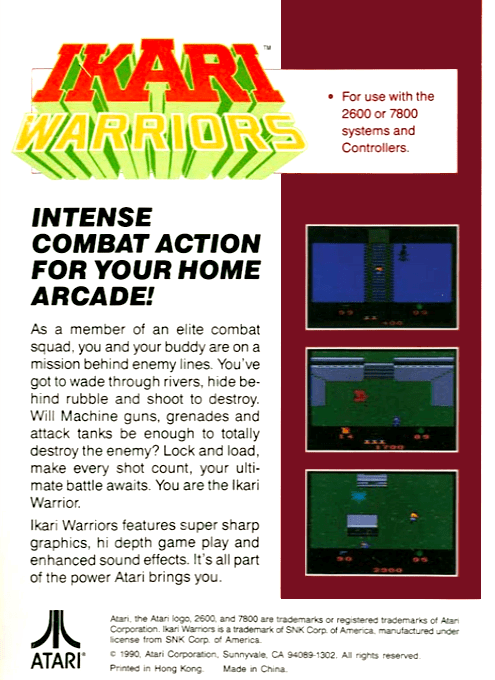 IKARI™
WARRIORS
• For use with the
2600 or 7800
systems and
Controllers.
INTENSE
COMBAT ACTION
FOR YOUR HOME
ARCADE!
As a member of an elite combat
squad, you and your buddy are on a
mission behind enemy lines. You've
got to wade through rivers, hide be-
hind rubble and shoot to destroy.
Will Machine guns, grenades and
attack tanks be enough to totally
destroy the enemy? Lock and load,
make every shot count, your ulti-
mate battle awaits. You are the Ikari
Warrior.
Ikari Warriors features super sharp
graphics, hi depth game play and
enhanced sound effects. It's all part
of the power Atari brings you.
400
14 89
1700
90 95
2900
ATARI®
Atari, the Atari logo, 2600, and 7800 are trademarks or registered trademarks of Atari
Corporation. Ikari Warriors is a trademark of SNK Corp. of America, manufactured under
license from SNK Corp. of America.
© 1990, Atari Corporation, Sunnyvale, CA 94089-1302. All rights reserved.
Printed in Hong Kong. Made in China.